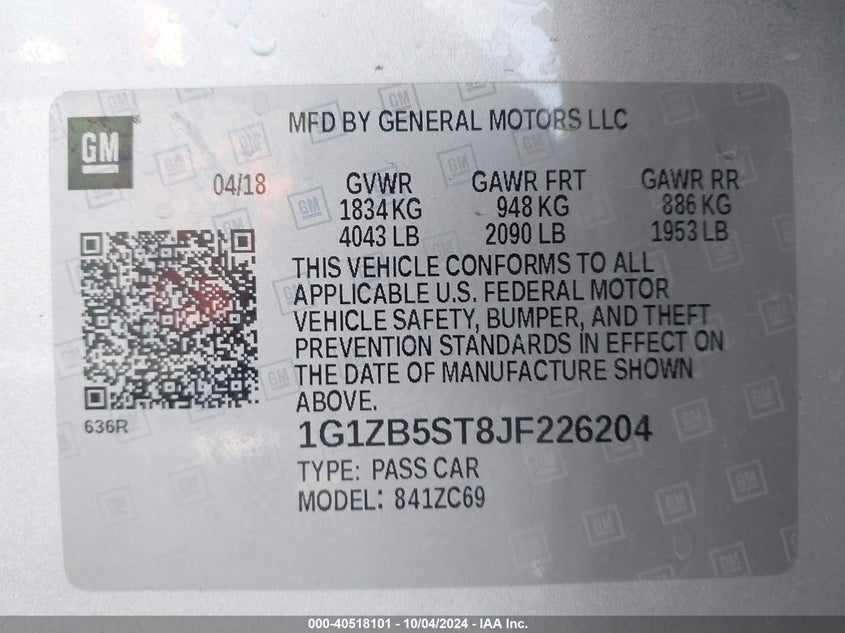 GM
MFD BY GENERAL MOTORS LLC
04/18
GVWR GAWR FRT GAWR RR
1834 KG 948 KG 886 KG
4043 LB 2090 LB 1953 LB
THIS VEHICLE CONFORMS TO ALL
APPLICABLE U.S. FEDERAL MOTOR
VEHICLE SAFETY, BUMPER, AND THEFT
PREVENTION STANDARDS IN EFFECT ON
THE DATE OF MANUFACTURE SHOWN
ABOVE.
636R
1G1ZB5ST8JF226204
TYPE: PASS CAR
MODEL: 841ZC69
000-40518101 - 10/04/2024 - IAA Inc.